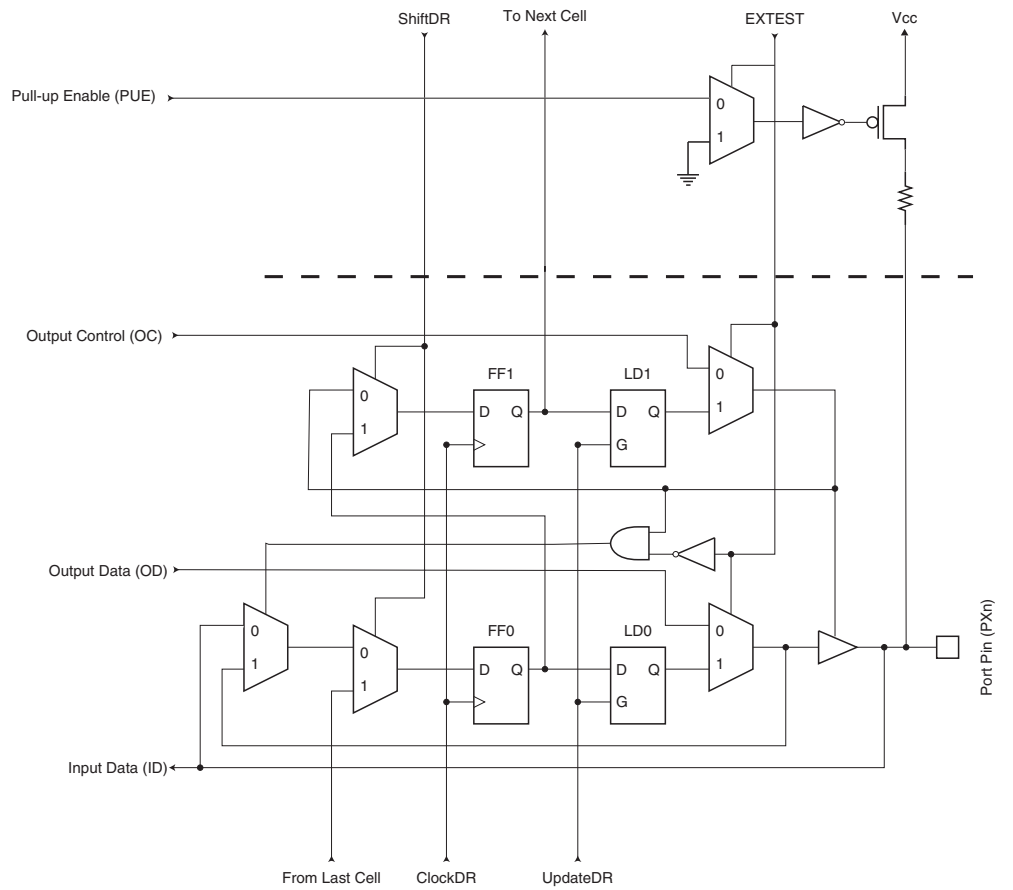 ShiftDR
To Next Cell
EXTEST
Vcc
Pull-up Enable (PUE)
0
1
Output Control (OC)
FF1
LD1
0
1
D Q
D Q
G
0
1
Output Data (OD)
FF0
LD0
0
1
0
1
D Q
D Q
G
0
1
Port Pin (PXn)
Input Data (ID)
From Last Cell
ClockDR
UpdateDR